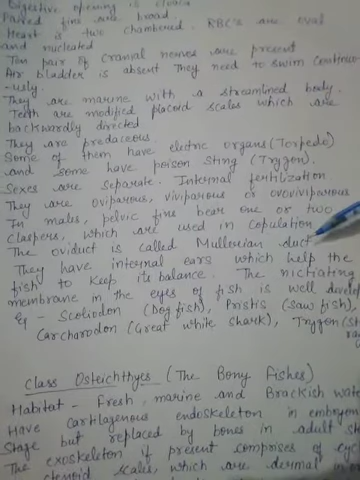 Digestive opening is cloaca
Paired fins are broad
Heart is two chambered. RBC's are oval
and nucleated
Ten pair of cranial nerves are present
Air bladder is absent They need to swim continuo
-usly.
They are marine with a streamlined body.
Teeth are modified placoid scales which are
backwardly directed
They are predaceous.
Some of them have electric organs (Torpedo)
and some have poison sting (Trygon).
Sexes are separate. Internal fertilization
They are oviparous, viviparous or ovoviviparous
In males, pelvic fins bear one or two
claspers, which are used in copulation
The oviduct is called Mullerian duct
They have internal ears which help the
fish to keep its balance. The nictiating
membrane in the eyes of fish is well develop
Eg - Scoliodon (Dog fish), Pristis (Saw fish),
Carcharodon (Great white shark), Trygon (St
ra
Class Osteichthyes (The Bony Fishes)
Habitat - Fresh, marine and Brackish wate
Have cartilagenous endoskeleton in embryon
Stage but replaced by bones in adult st
The exoskeleton if present comprises of cyc
ctenoid scales, which are dermal in